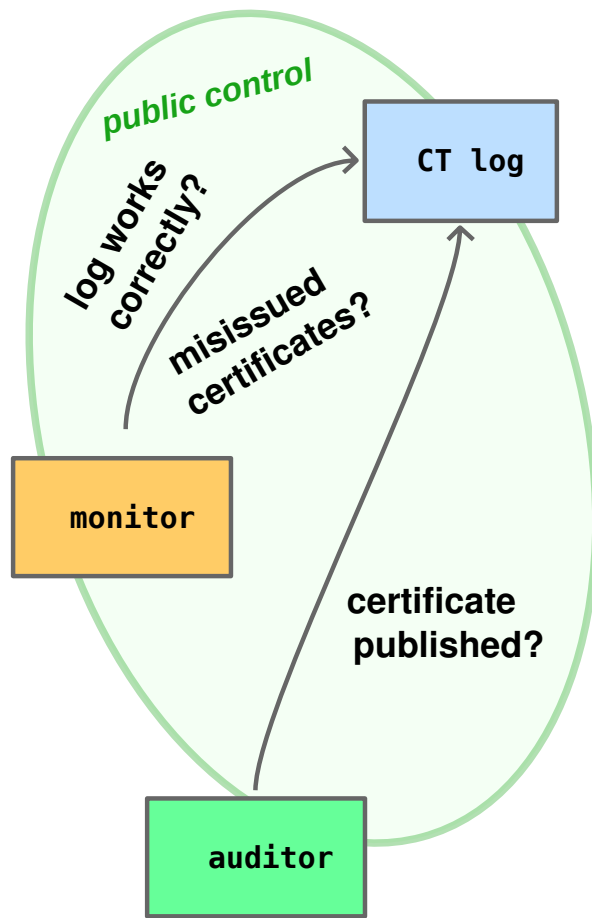 public control
CT log
log works
correctly?
misissued
certificates?
monitor
certificate
published?
auditor